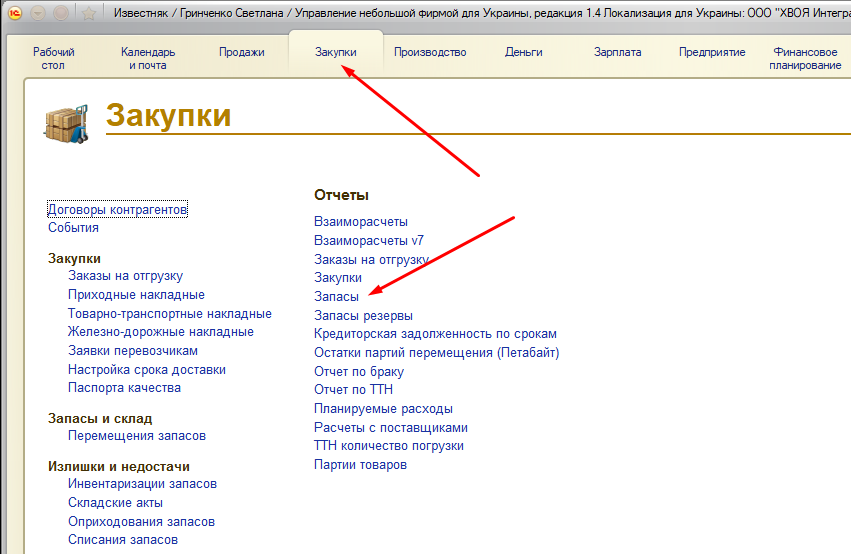 Известняк / Гринченко Светлана / Управление небольшой фирмой для Украины, редакция 1.4 Локализация для Украины: ООО "ХВОЯ Интегра
Рабочий
стол
Календарь
и почта
Продажи
Закупки
Производство
Деньги
Зарплата
Предприятие
Финансовое
планирование
Закупки
Договоры контрагентов
События
Закупки
Заказы на отгрузку
Приходные накладные
Товарно-транспортные накладные
Железно-дорожные накладные
Заявки перевозчикам
Настройка срока доставки
Паспорта качества
Запасы и склад
Перемещения запасов
Излишки и недостачи
Инвентаризации запасов
Складские акты
Оприходования запасов
Списания запасов
Отчеты
Взаиморасчеты
Взаиморасчеты v7
Заказы на отгрузку
Закупки
Запасы
Запасы резервы
Кредиторская задолженность по срокам
Остатки партий перемещения (Петабайт)
Отчет по браку
Отчет по ТТН
Планируемые расходы
Расчеты с поставщиками
ТТН количество погрузки
Партии товаров